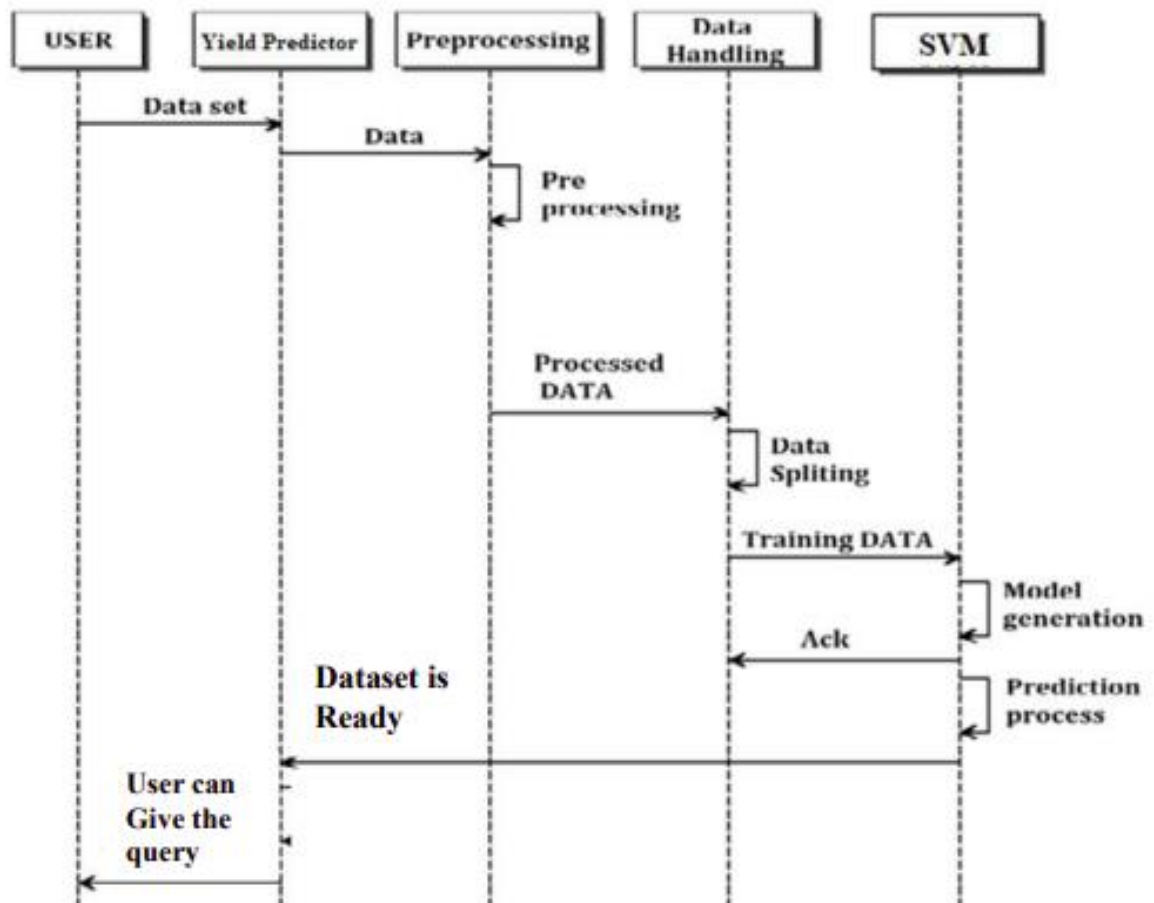 USER
Yield Predictor
Preprocessing
Data
Handling
SVM
Data set
Data
Pre
processing
Processed
DATA
Data
Spliting
Training DATA
Model
generation
Ack
Dataset is
Ready
Prediction
process
User can
Give the
query